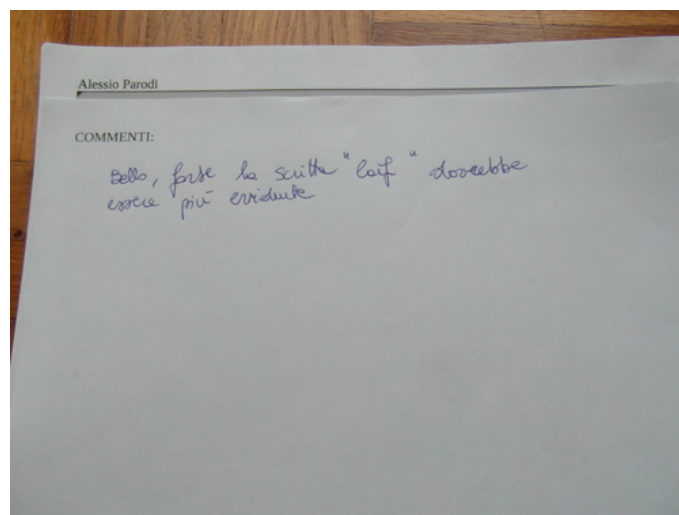 Alessio Parodi
COMMENTI:
Bello, forse la scritta "laif" dovrebbe
essere più evidente